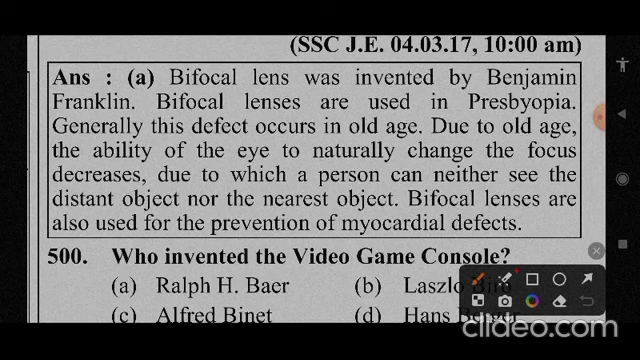 (SSC J.E. 04.03.17, 10:00 am)
Ans : (a) Bifocal lens was invented by Benjamin
Franklin. Bifocal lenses are used in Presbyopia.
Generally this defect occurs in old age. Due to old age,
the ability of the eye to naturally change the focus
decreases, due to which a person can neither see the
distant object nor the nearest object. Bifocal lenses are
also used for the prevention of myocardial defects.
500. Who invented the Video Game Console?
(a) Ralph H. Baer (b) Laszlo Biro
(c) Alfred Binet (d) Hans Berger
clideo.com